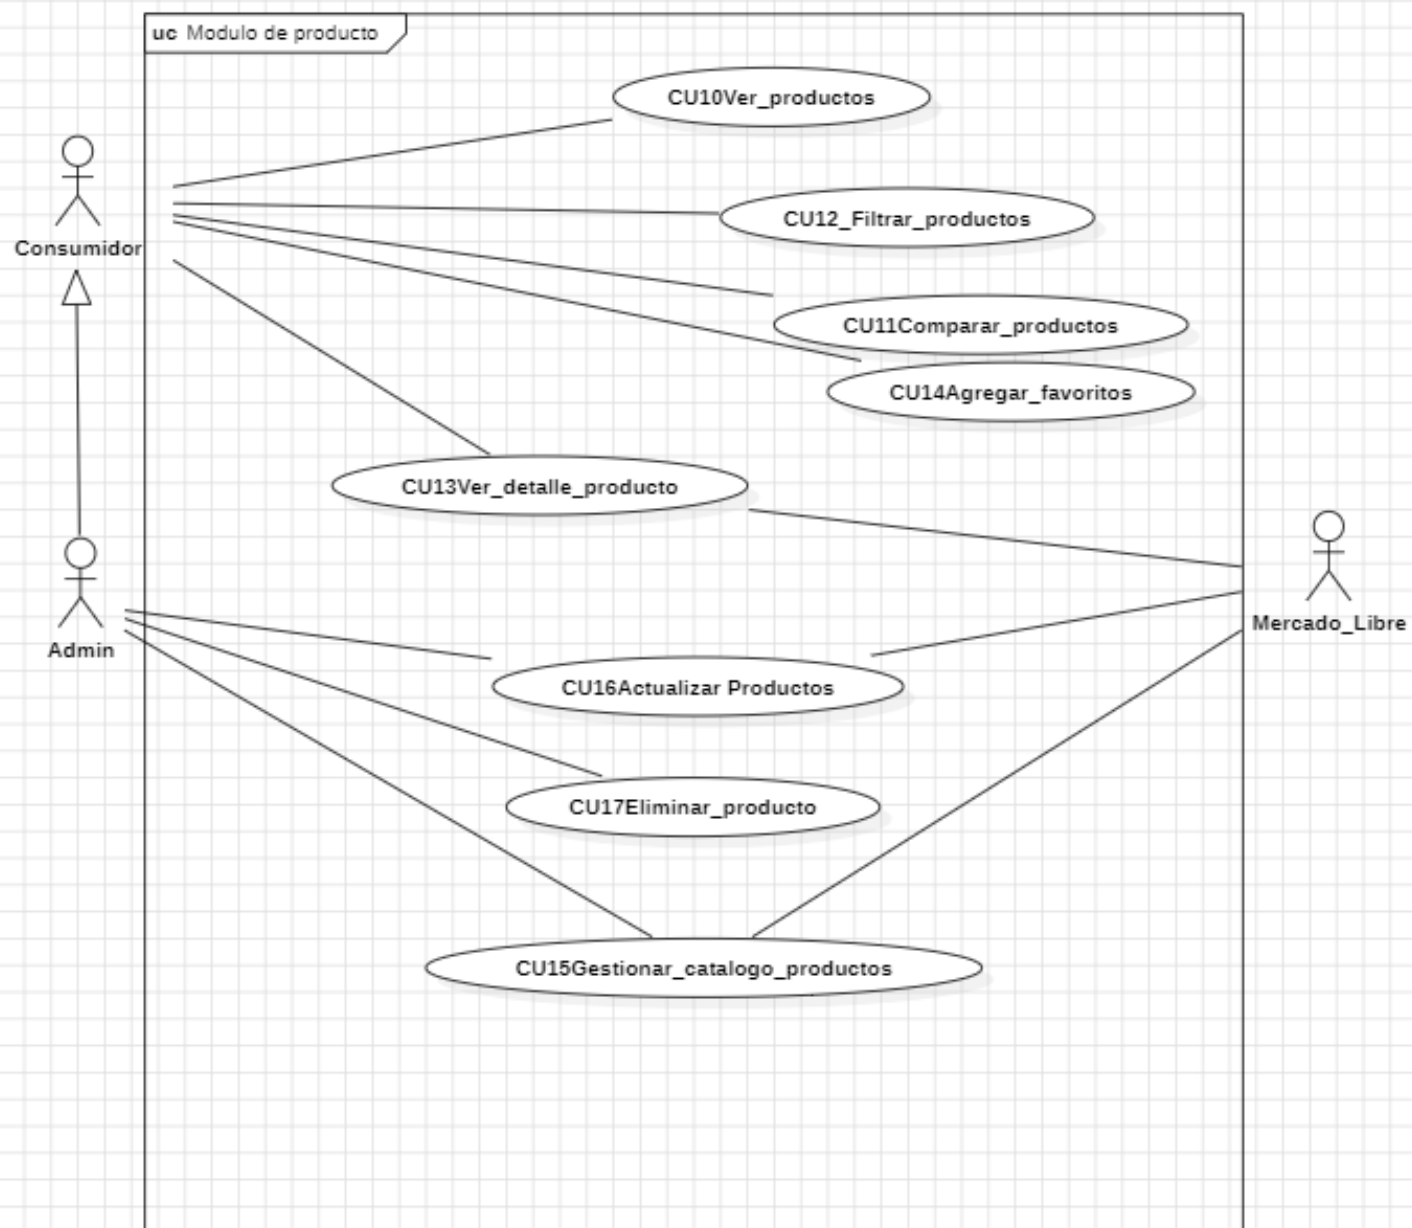 uc Modulo de producto
CU10Ver_productos
CU12_Filtrar_productos
Consumidor
CU11Comparar_productos
CU14Agregar_favoritos
CU13Ver_detalle_producto
Mercado_Libre
Admin
CU16Actualizar Productos
CU17Eliminar_producto
CU15Gestionar_catalogo_productos